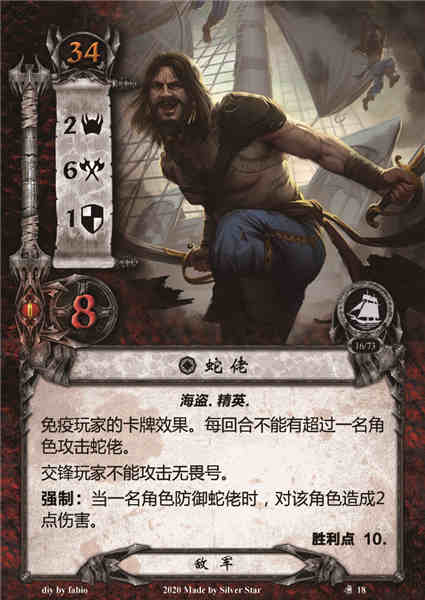 34
2
6
1
8
16/73
蛇佬
海盗. 精英.
免疫玩家的卡牌效果。每回合不能有超过一名角
色攻击蛇佬。
交锋玩家不能攻击无畏号。
强制：当一名角色防御蛇佬时，对该角色造成2
点伤害。
胜利点 10.
敌军
diy by fabio 2020 Made by Silver Star 18